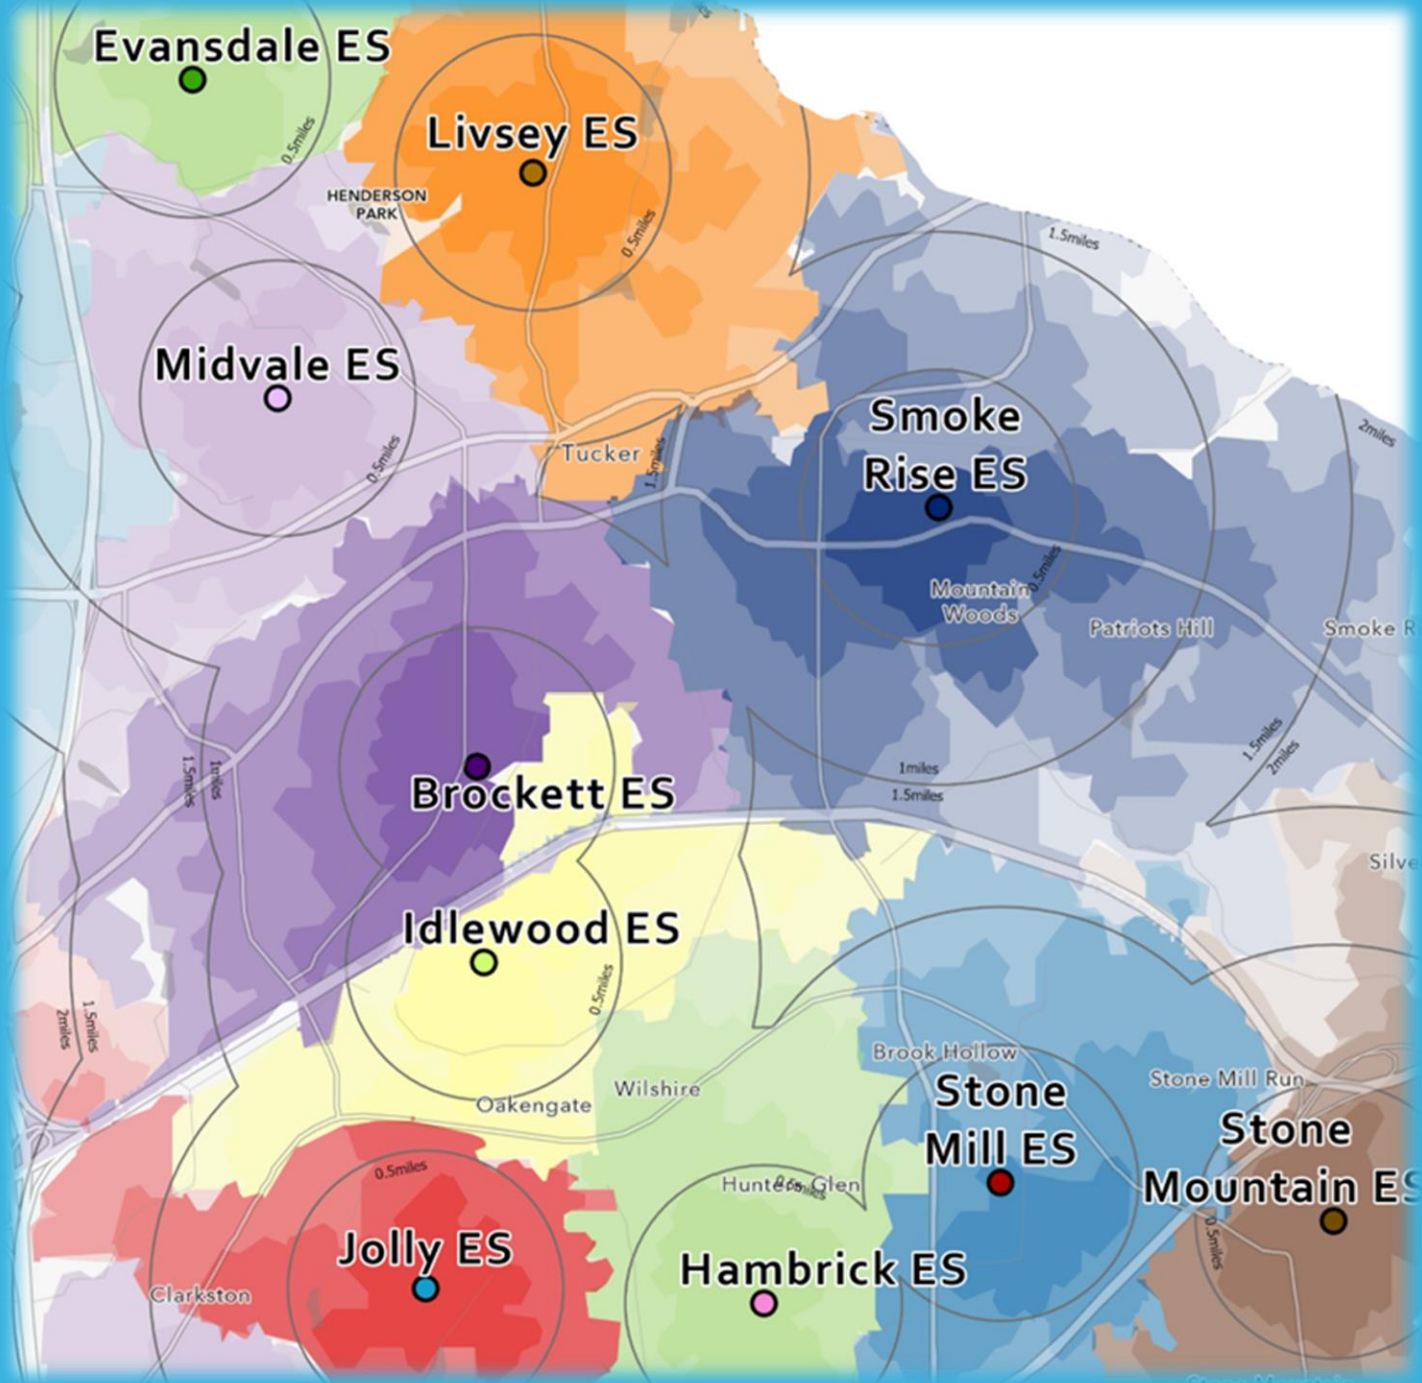 Evansdale ES
0.5miles
Livsey ES
HENDERSON
PARK
0.5miles
1.5miles
Midvale ES
0.5miles
Smoke
Rise ES
2miles
Tucker
1.5miles
0.5miles
Mountain
Woods
Patriots Hill
Smoke R
1.5miles
2miles
1miles
1.5miles
1miles
1.5miles
Brockett ES
Silve
Idlewood ES
0.5miles
1.5miles
2miles
Brook Hollow
Stone
Mill ES
Stone Mill Run
Wilshire
Oakengate
Stone
Mountain ES
0.5miles
0.5miles
Hunters Glen
0.5miles
Jolly ES
Hambrick ES
Clarkston